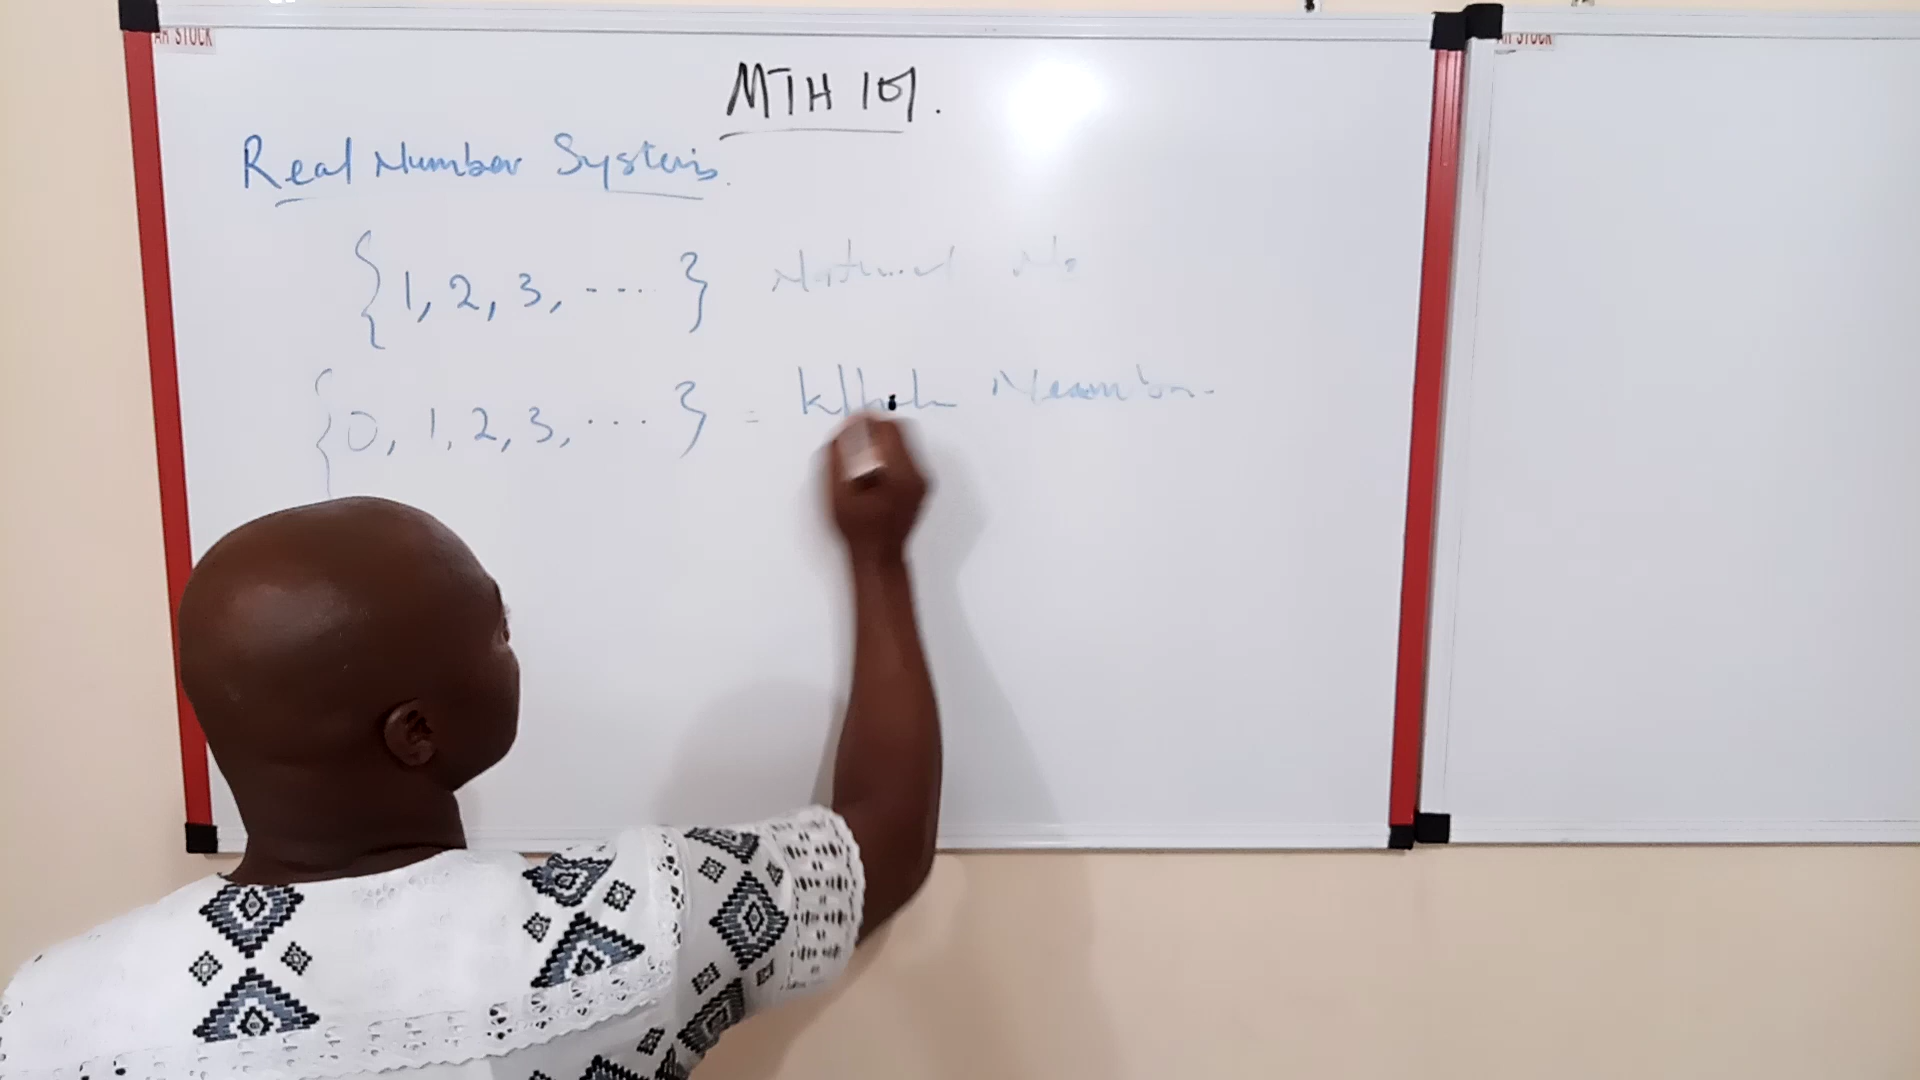 MTH 101.
Real Number System.
{1, 2, 3, ....} Natural No
{0, 1, 2, 3, ....} = Whole Number